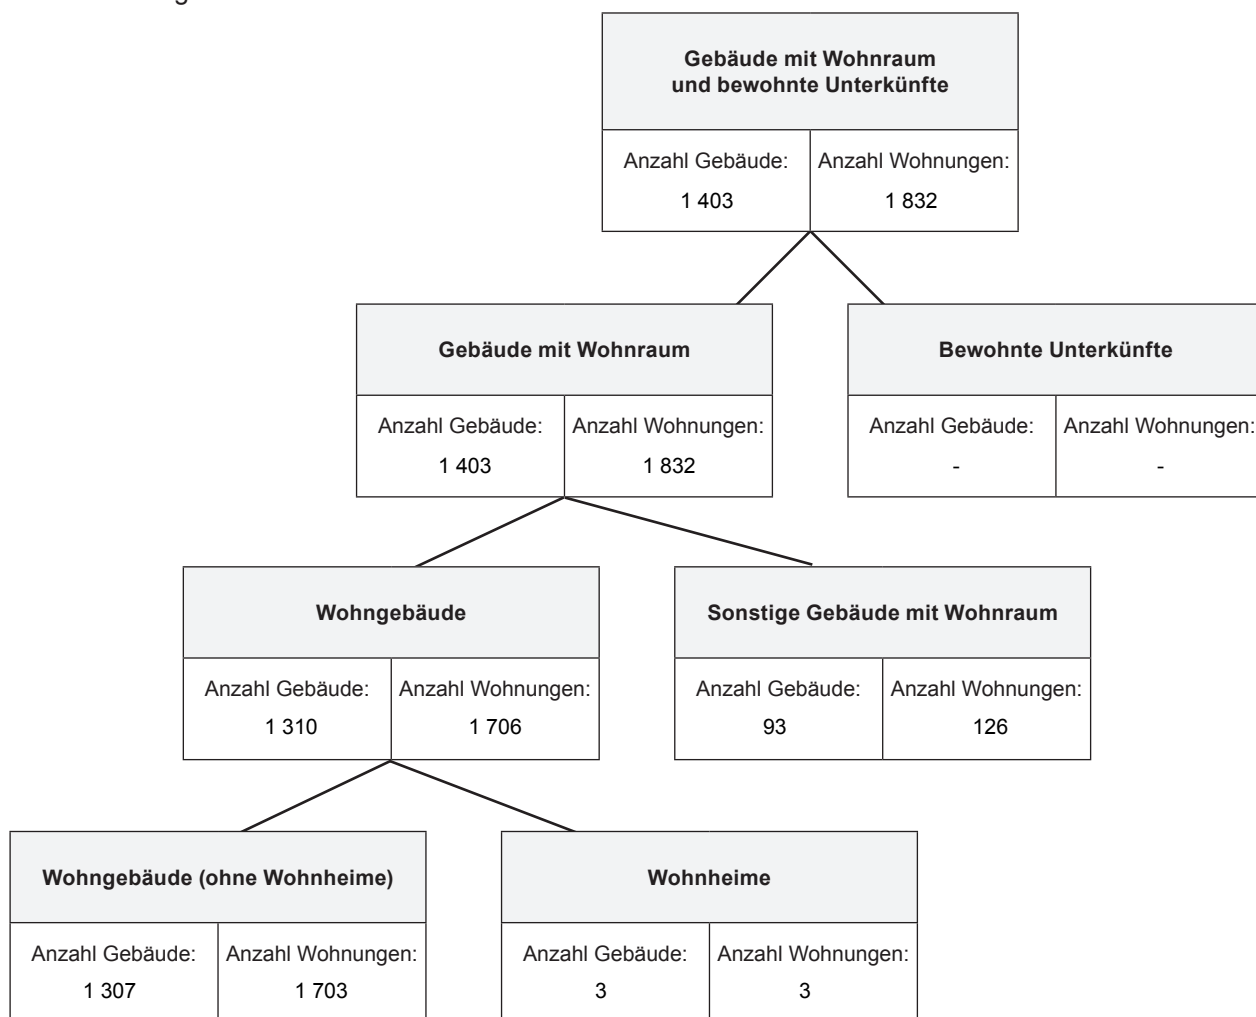 Gebäude mit Wohnraum
und bewohnte Unterkünfte
Anzahl Gebäude: Anzahl Wohnungen:
1 403 1 832
Gebäude mit Wohnraum
Anzahl Gebäude: Anzahl Wohnungen:
1 403 1 832
Bewohnte Unterkünfte
Anzahl Gebäude: Anzahl Wohnungen:
- -
Wohngebäude
Anzahl Gebäude: Anzahl Wohnungen:
1 310 1 706
Sonstige Gebäude mit Wohnraum
Anzahl Gebäude: Anzahl Wohnungen:
93 126
Wohngebäude (ohne Wohnheime)
Anzahl Gebäude: Anzahl Wohnungen:
1 307 1 703
Wohnheime
Anzahl Gebäude: Anzahl Wohnungen:
3 3